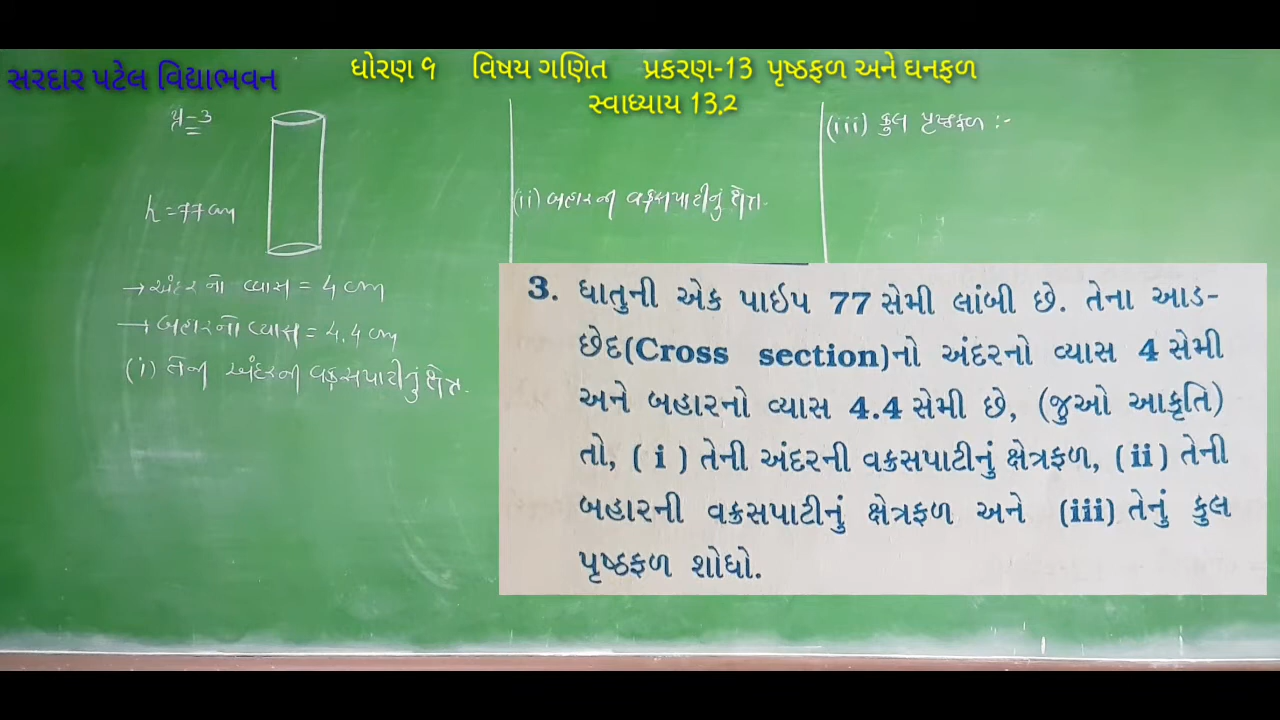 સરદાર પટેલ વિદ્યાભવન
ધોરણ ૧ વિષય ગણિત પ્રકરણ-13 પૃષ્ઠફળ અને ઘનફળ
સ્વાધ્યાય 13.2
પ્ર-3
h = 77 cm
→ અંદરનો વ્યાસ = 4 cm
→ બહારનો વ્યાસ = 4.4 cm
(i) તેની અંદરની વક્રસપાટીનું ક્ષેત્ર.
(ii) બહારની વક્રસપાટીનું ક્ષેત્ર.
(iii) કુલ પૃષ્ઠફળ :-
3. ધાતુની એક પાઇપ 77 સેમી લાંબી છે. તેના આડ-
છેદ(Cross section)નો અંદરનો વ્યાસ 4 સેમી
અને બહારનો વ્યાસ 4.4 સેમી છે, (જુઓ આકૃતિ)
તો, ( i ) તેની અંદરની વક્રસપાટીનું ક્ષેત્રફળ, (ii) તેની
બહારની વક્રસપાટીનું ક્ષેત્રફળ અને (iii) તેનું કુલ
પૃષ્ઠફળ શોધો.